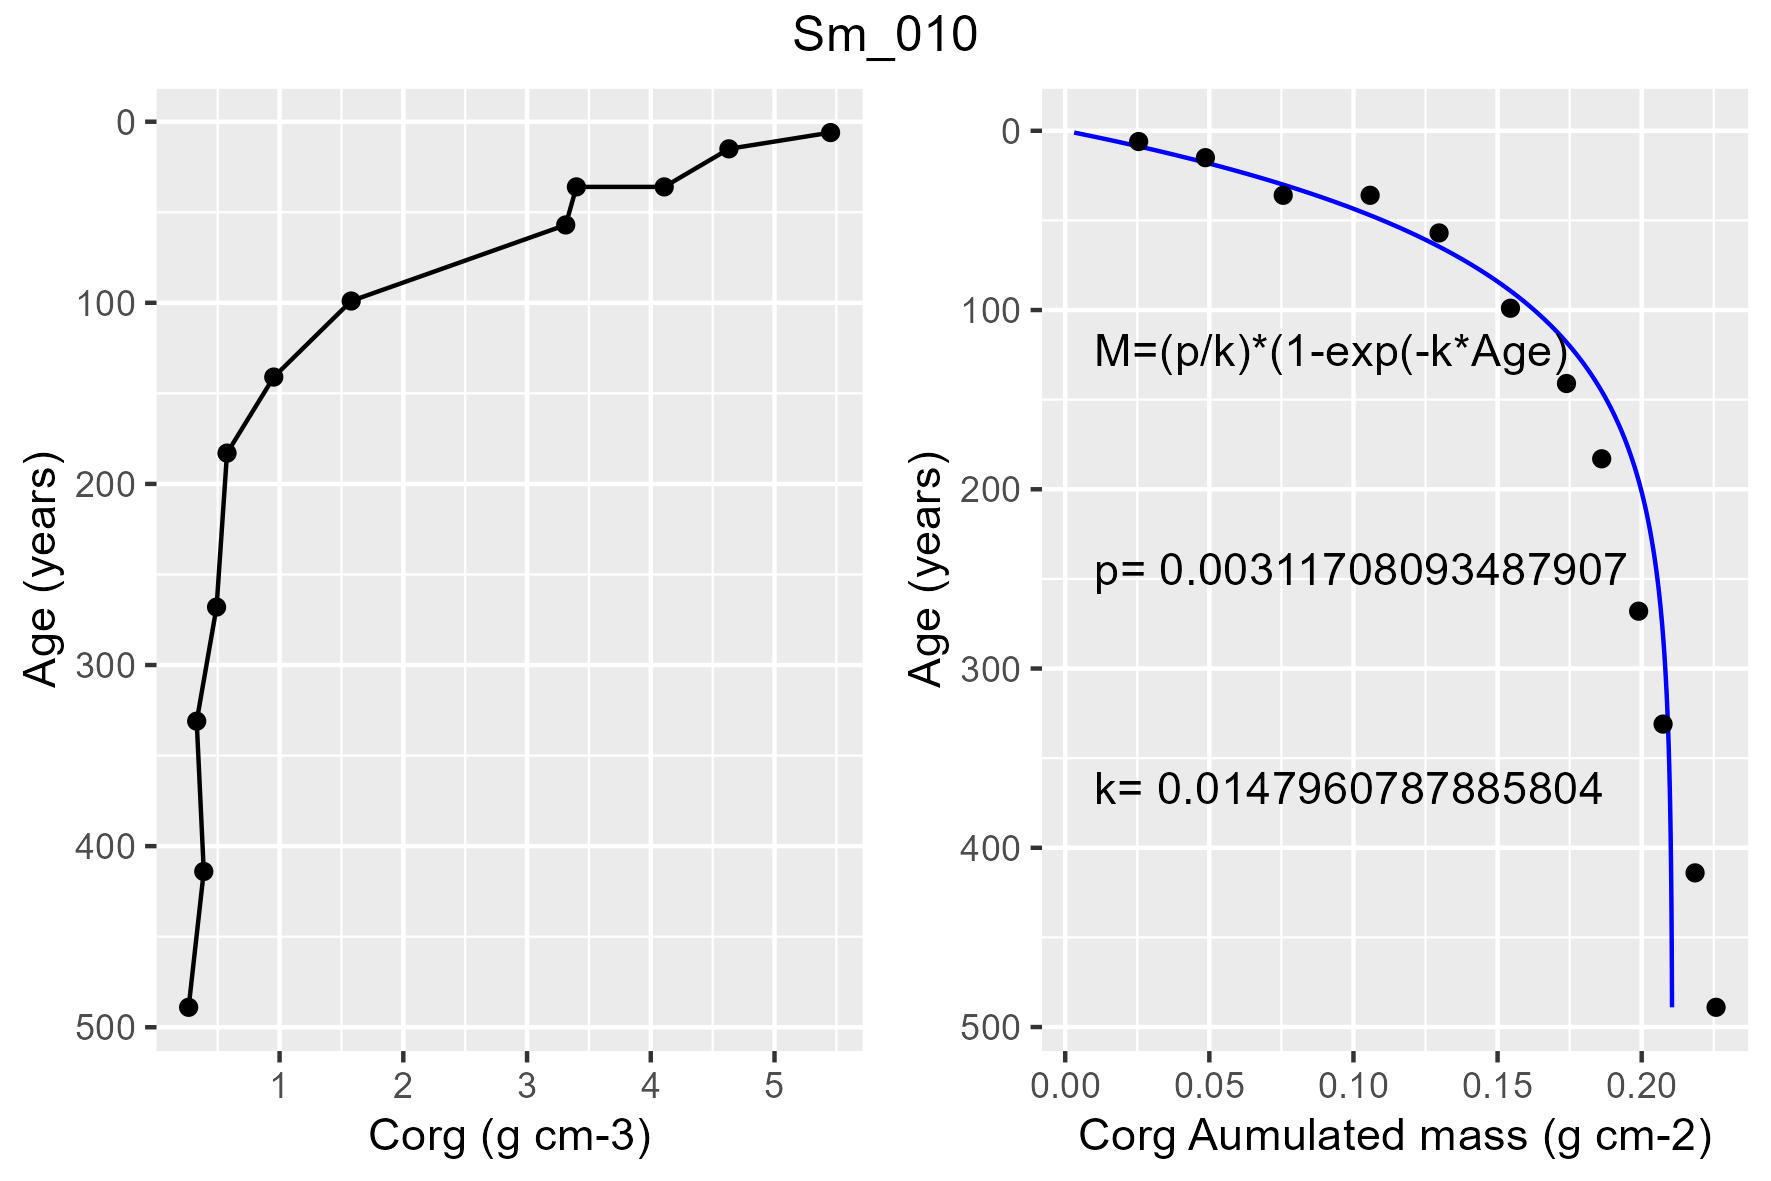 Sm_010
0
100
200
300
400
500
Age (years)
1
2
3
4
5
Corg (g cm-3)
0
100
200
300
400
500
Age (years)
M=(p/k)*(1-exp(-k*Age)
p= 0.00311708093487907
k= 0.0147960787885804
0.00
0.05
0.10
0.15
0.20
Corg Aumulated mass (g cm-2)